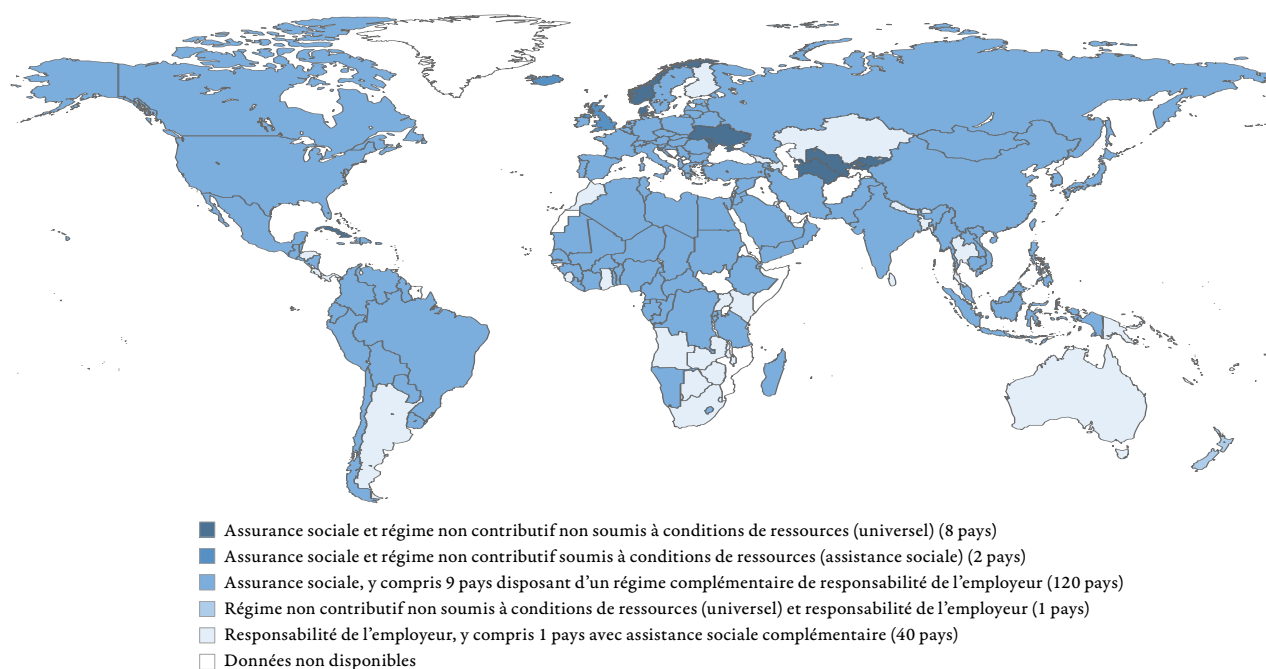 Assurance sociale et régime non contributif non soumis à conditions de ressources (universel) (8 pays)
Assurance sociale et régime non contributif soumis à conditions de ressources (assistance sociale) (2 pays)
Assurance sociale, y compris 9 pays disposant d’un régime complémentaire de responsabilité de l’employeur (120 pays)
Régime non contributif non soumis à conditions de ressources (universel) et responsabilité de l’employeur (1 pays)
Responsabilité de l’employeur, y compris 1 pays avec assistance sociale complémentaire (40 pays)
Données non disponibles